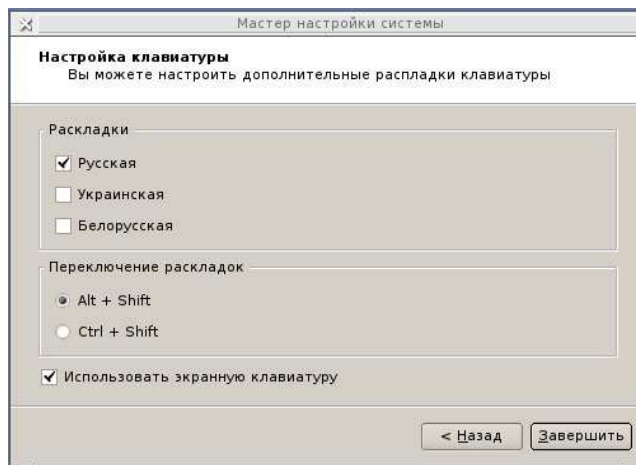 Мастер настройки системы
Настройка клавиатуры
Вы можете настроить дополнительные распладки клавиатуры
Раскладки
Русская
Украинская
Белорусская
Переключение раскладок
Alt + Shift
Ctrl + Shift
Использовать экранную клавиатуру
< Назад
Завершить